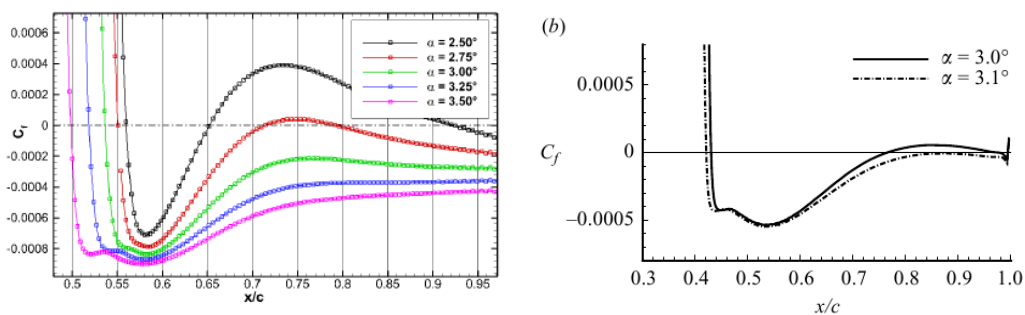 0.0006
0.0004
0.0002
0
-0.0002
-0.0004
-0.0006
-0.0008
C_f
0.5 0.55 0.6 0.65 0.7 0.75 0.8 0.85 0.9 0.95
x/c
α = 2.50°
α = 2.75°
α = 3.00°
α = 3.25°
α = 3.50°
(b)
α = 3.0°
α = 3.1°
0.0005
0
–0.0005
C_f
0.3 0.4 0.5 0.6 0.7 0.8 0.9 1.0
x/c